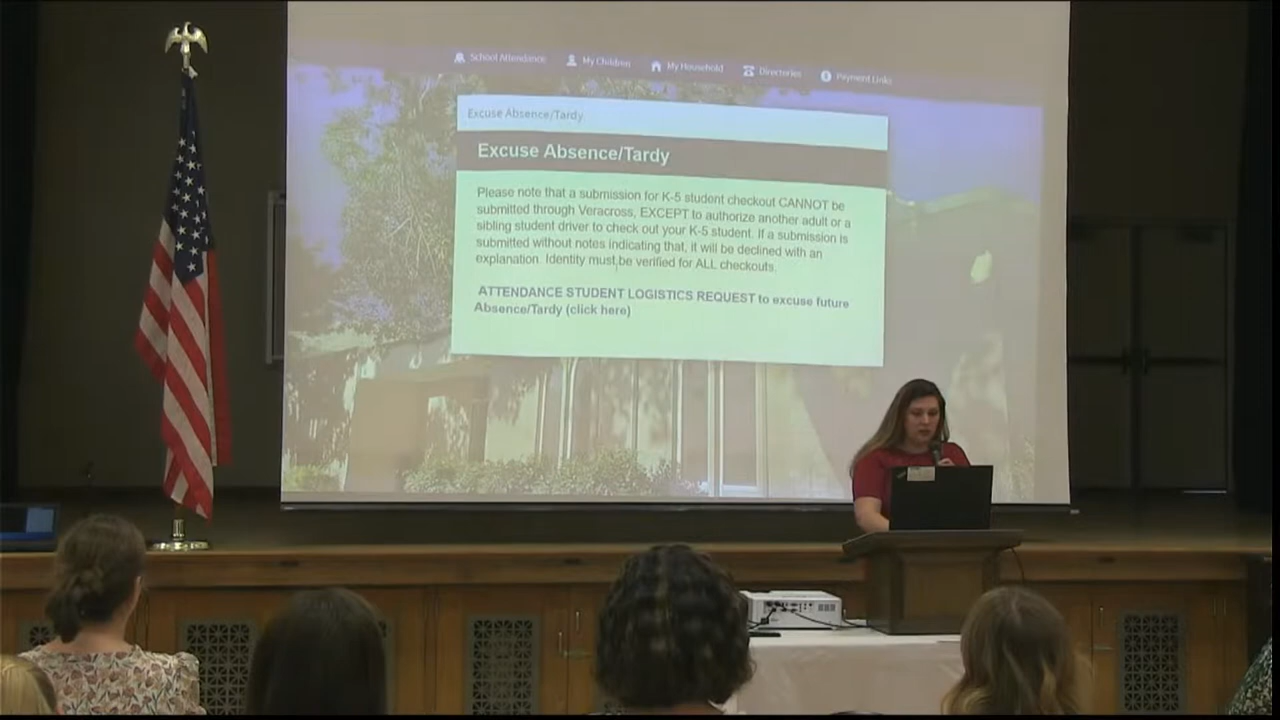 School Attendance My Children My Household Directories Payment Links
Excuse Absence/Tardy
Excuse Absence/Tardy
Please note that a submission for K-5 student checkout CANNOT be
submitted through Veracross, EXCEPT to authorize another adult or a
sibling student driver to check out your K-5 student. If a submission is
submitted without notes indicating that, it will be declined with an
explanation. Identity must be verified for ALL checkouts.
ATTENDANCE STUDENT LOGISTICS REQUEST to excuse future
Absence/Tardy (click here)